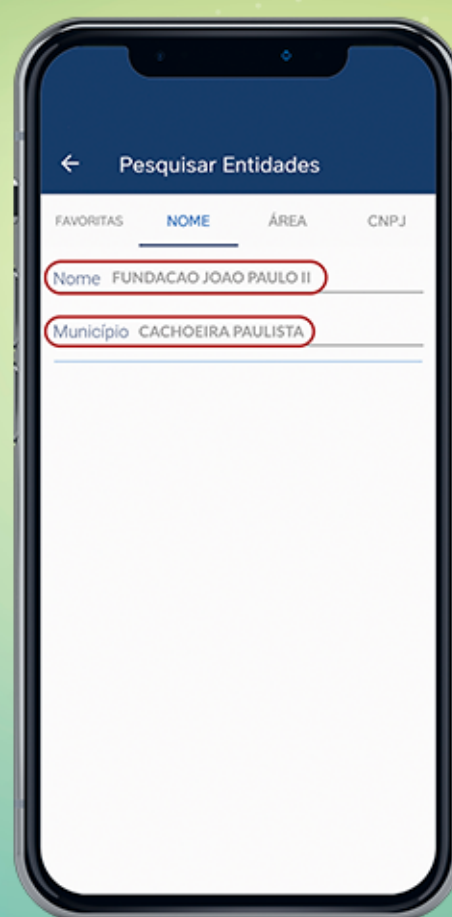 Pesquisar Entidades
FAVORITAS NOME ÁREA CNPJ
Nome FUNDACAO JOAO PAULO II
Município CACHOEIRA PAULISTA